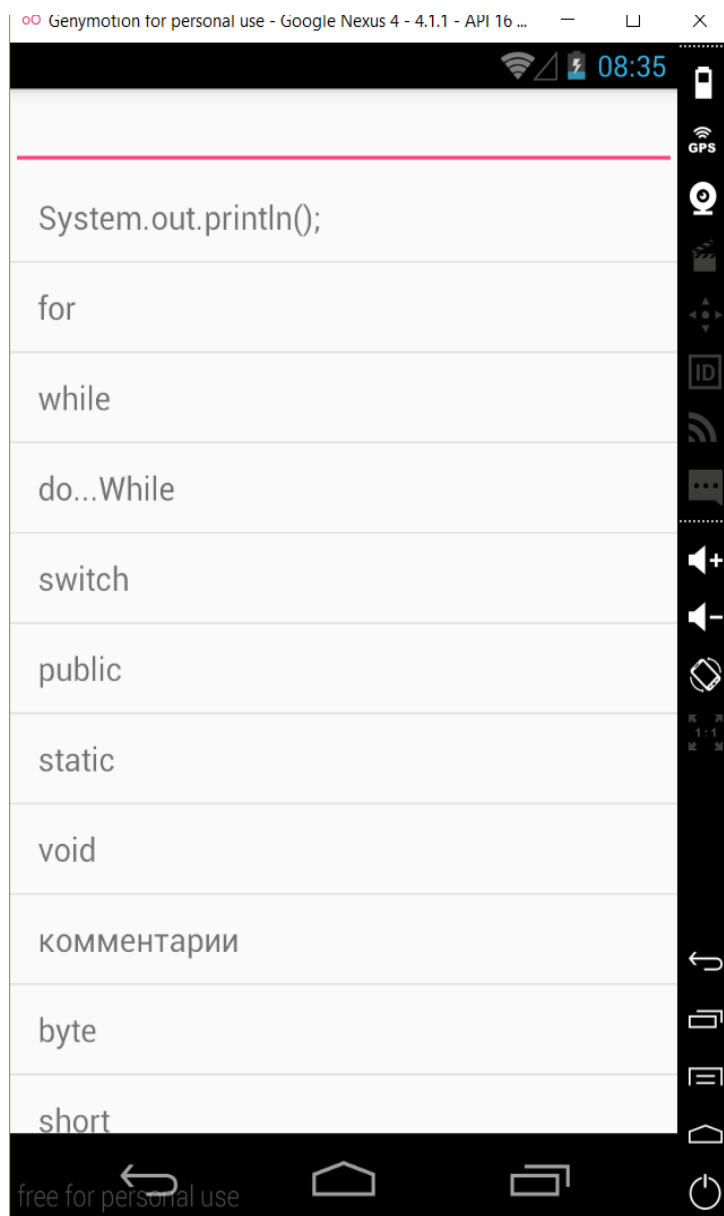 Genymotion for personal use - Google Nexus 4 - 4.1.1 - API 16 ...
08:35
GPS
System.out.println();
for
while
do...While
ID
switch
public
static
1:1
void
комментарии
byte
short
free for personal use